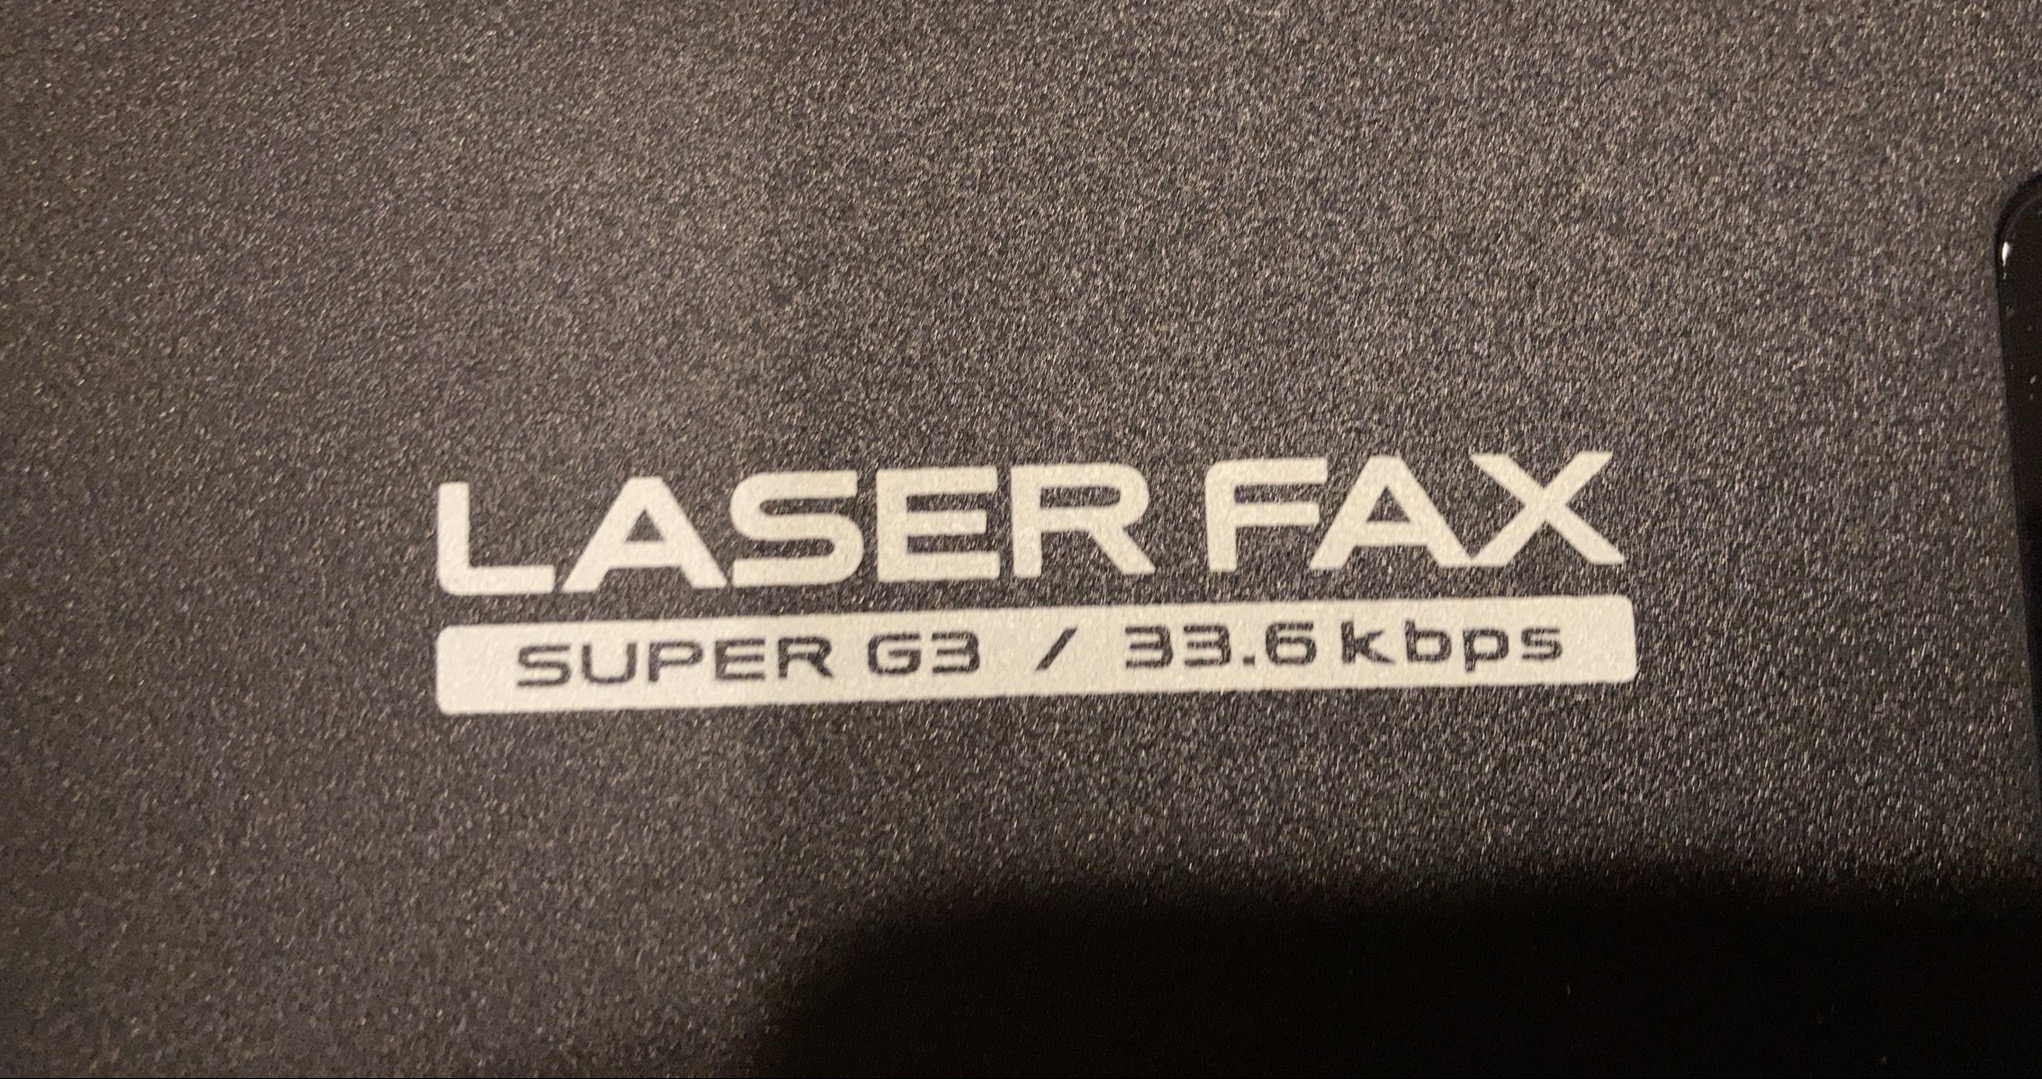 LASER FAX
SUPER G3 / 33.6 kbps